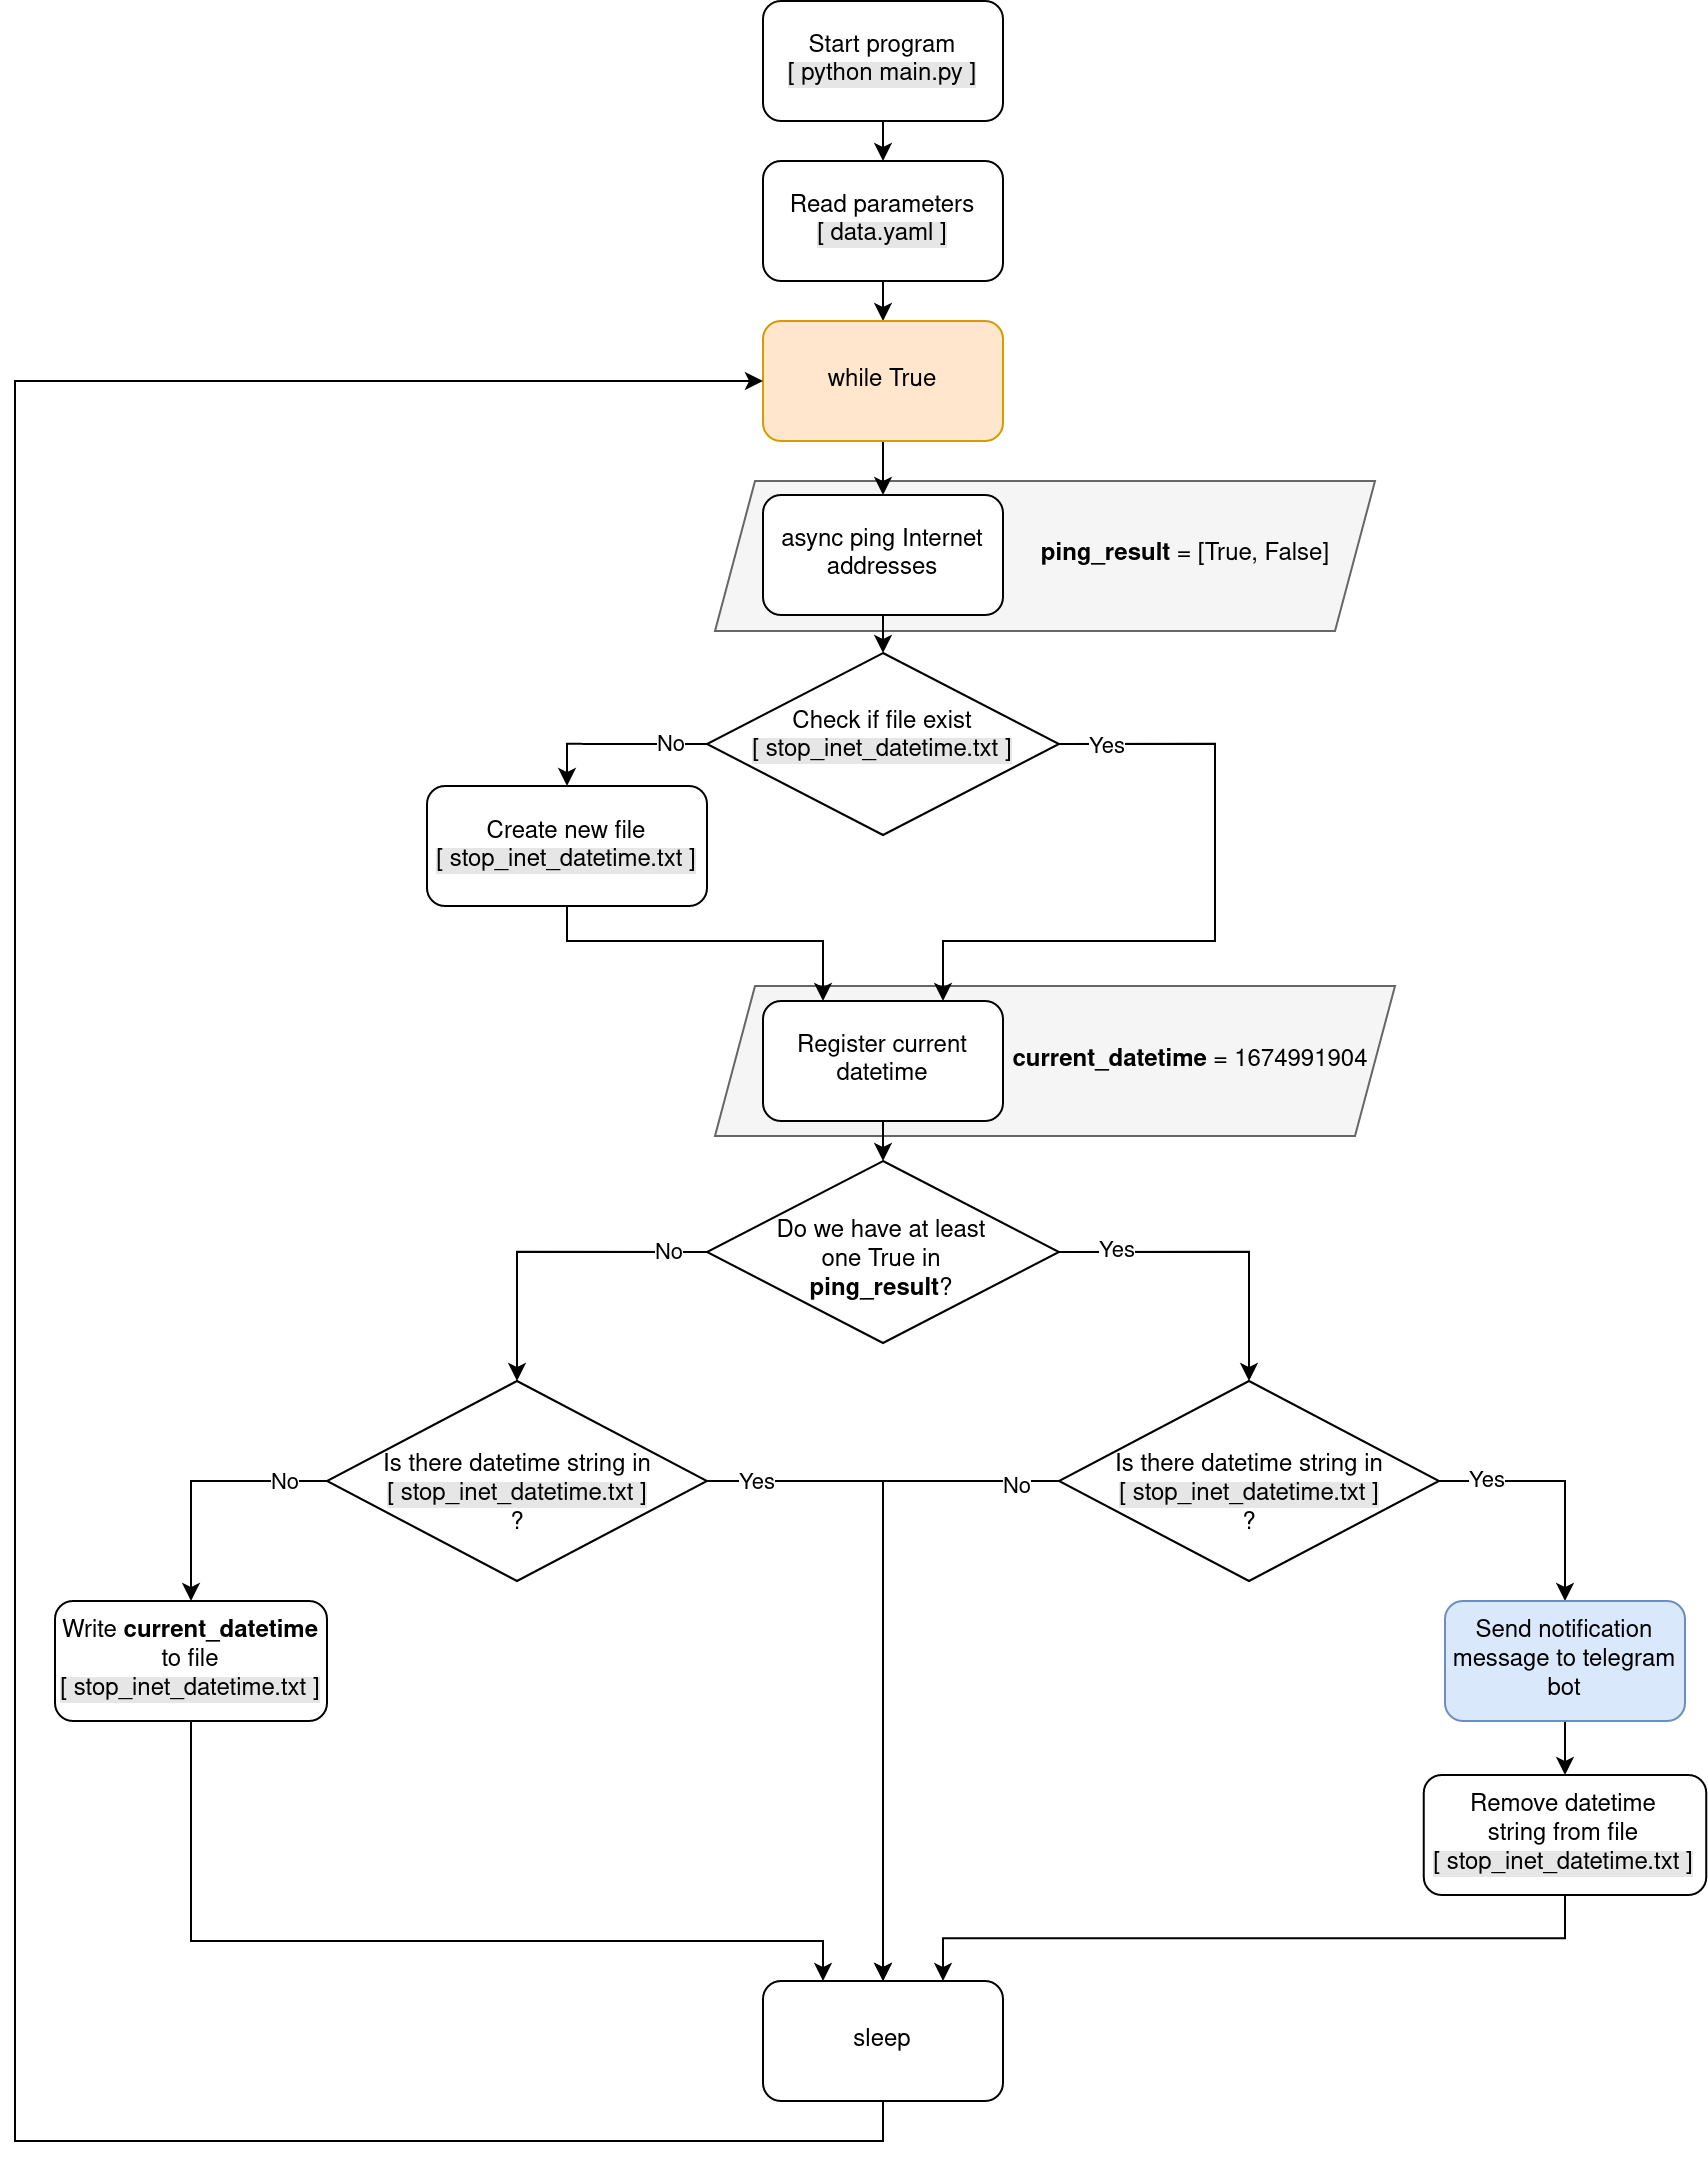 Start program
[ python main.py ]
Read parameters
[ data.yaml ]
while True
async ping Internet
addresses
ping_result = [True, False]
Check if file exist
[ stop_inet_datetime.txt ]
No
Yes
Create new file
[ stop_inet_datetime.txt ]
Register current
datetime
current_datetime = 1674991904
Do we have at least
one True in
ping_result?
No
Yes
Is there datetime string in
[ stop_inet_datetime.txt ]
?
No
Yes
Is there datetime string in
[ stop_inet_datetime.txt ]
?
No
Yes
Write current_datetime
to file
[ stop_inet_datetime.txt ]
Send notification
message to telegram
bot
Remove datetime
string from file
[ stop_inet_datetime.txt ]
sleep